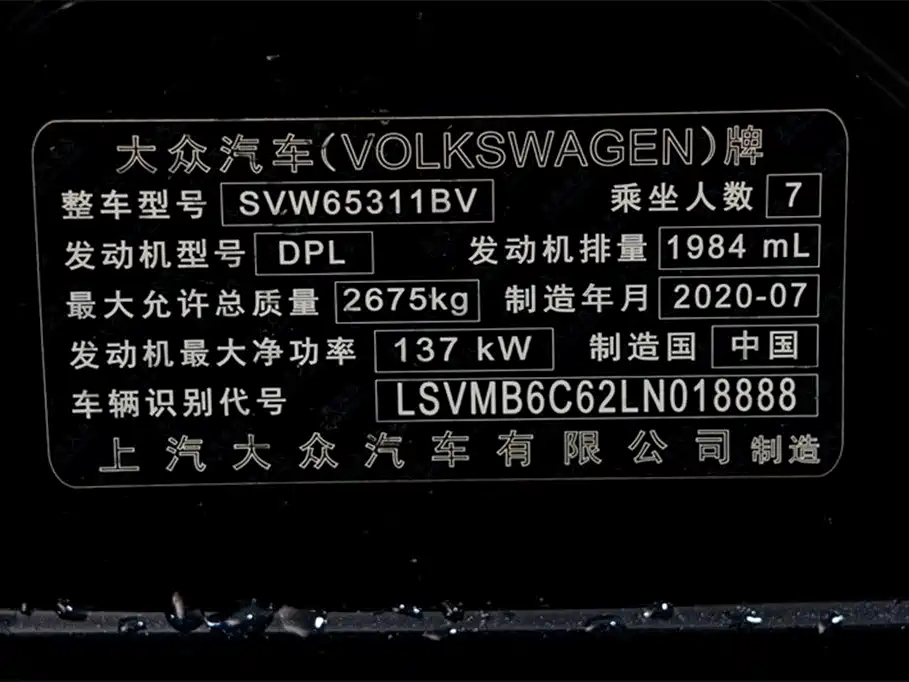 大众汽车(VOLKSWAGEN)牌
整车型号 SVW65311BV 乘坐人数 7
发动机型号 DPL 发动机排量 1984 mL
最大允许总质量 2675kg 制造年月 2020-07
发动机最大净功率 137 kW 制造国 中国
车辆识别代号 LSVMB6C62LN018888
上汽大众汽车有限公司 制造